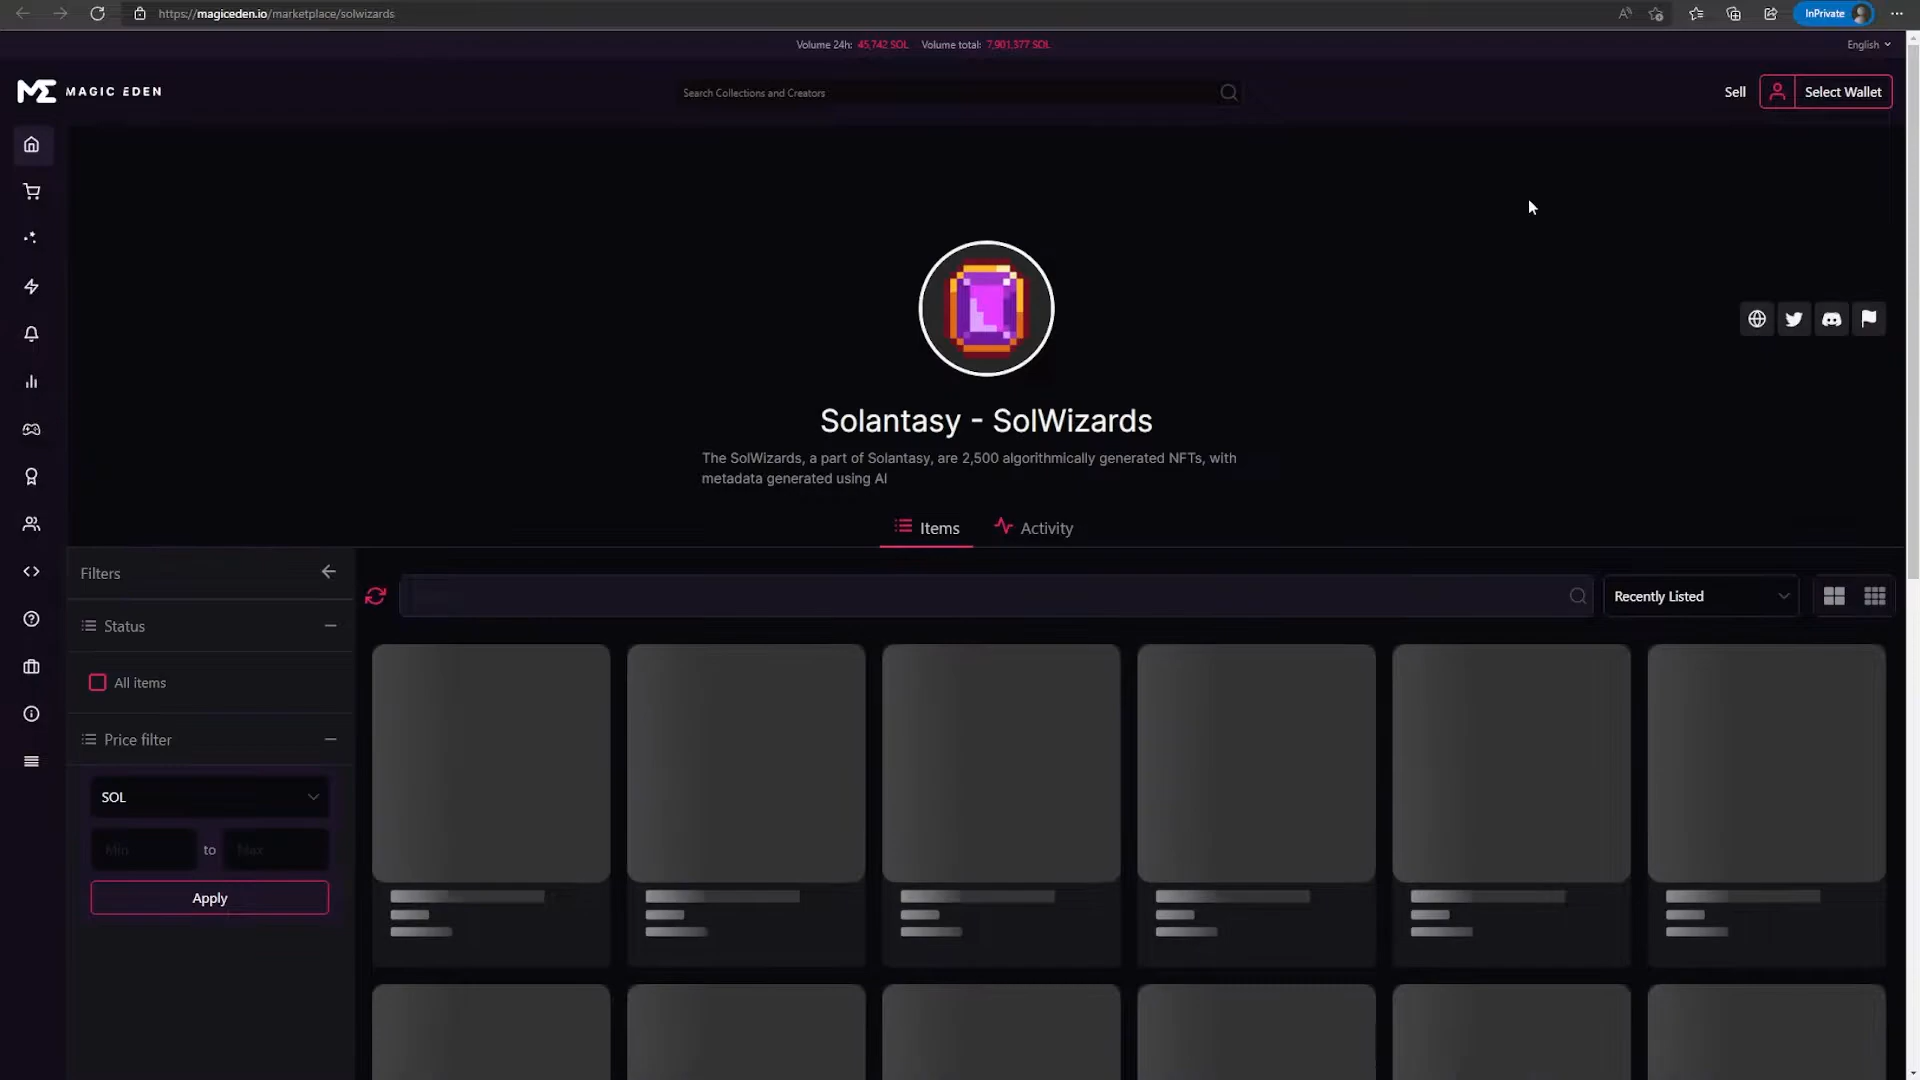 https://magiceden.io/marketplace/solwizards
InPrivate
Volume 24h: 45,742 SOL Volume total: 7,901,377 SOL
English
MAGIC EDEN
Search Collections and Creators
Sell
Select Wallet
Solantasy - SolWizards
The SolWizards, a part of Solantasy, are 2,500 algorithmically generated NFTs, with
metadata generated using AI
Items
Activity
Filters
Status
Recently Listed
All items
Price filter
SOL
Min to Max
Apply